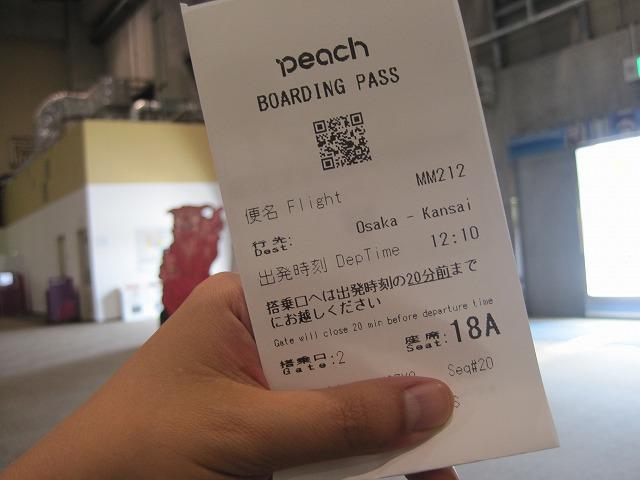 peach
BOARDING PASS
便名 Flight MM212
行先: Dest: Osaka - Kansai
出発時刻 DepTime 12:10
搭乗口へは出発時刻の20分前まで
にお越しください
Gate will close 20 min before departure time
搭乗口 Gate:2 座席: Seat:18A
Seq#20